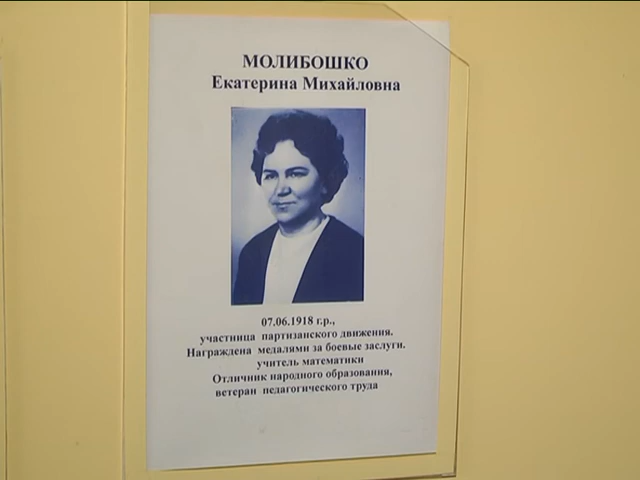 МОЛИБОШКО
Екатерина Михайловна
07.06.1918 г.р.,
участница партизанского движения.
Награждена медалями за боевые заслуги.
учитель математики
Отличник народного образования,
ветеран педагогического труда